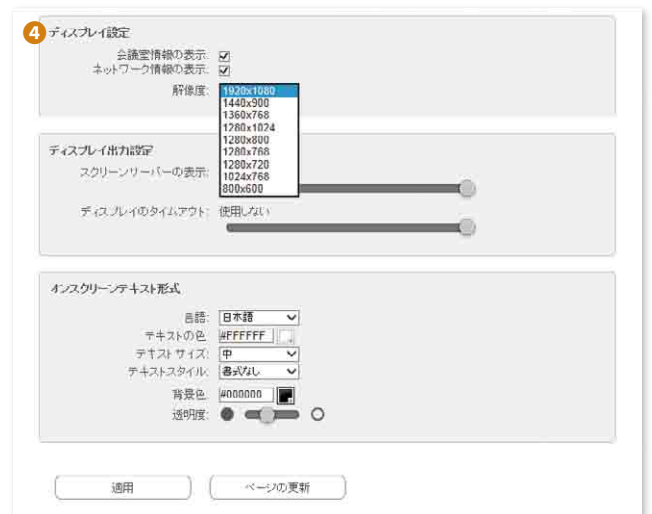 4
ディスプレイ設定
会議室情報の表示:
ネットワーク情報の表示:
解像度:
1920x1080
1440x900
1360x768
1280x1024
1280x800
1280x768
1280x720
1024x768
800x600
ディスプレイ出力設定
スクリーンセーバーの表示:
ディスプレイのタイムアウト: 使用しない
オンスクリーンテキスト形式
言語: 日本語
テキストの色: #FFFFFF
テキストサイズ: 中
テキストスタイル: 書式なし
背景色: #000000
透明度:
適用
ページの更新